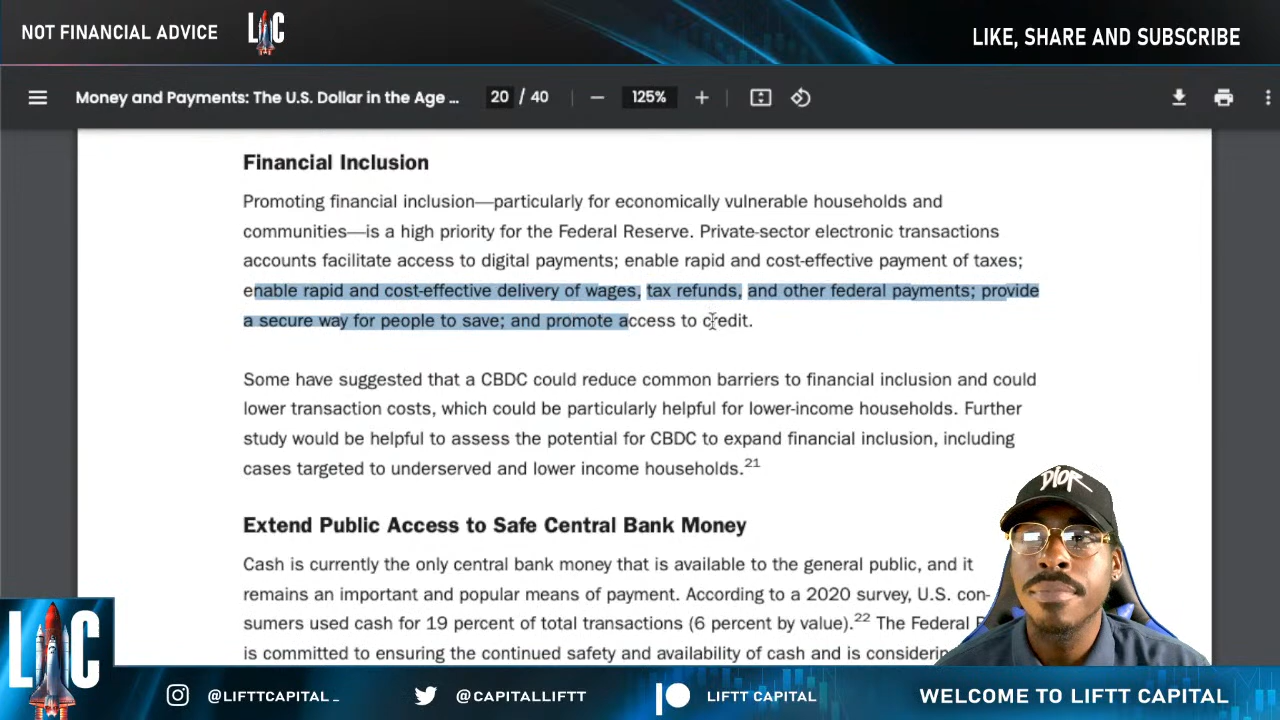 NOT FINANCIAL ADVICE
LC
LIKE, SHARE AND SUBSCRIBE
Money and Payments: The U.S. Dollar in the Age ...
20 / 40
125%
Financial Inclusion
Promoting financial inclusion—particularly for economically vulnerable households and
communities—is a high priority for the Federal Reserve. Private-sector electronic transactions
accounts facilitate access to digital payments; enable rapid and cost-effective payment of taxes;
enable rapid and cost-effective delivery of wages, tax refunds, and other federal payments; provide
a secure way for people to save; and promote access to credit.
Some have suggested that a CBDC could reduce common barriers to financial inclusion and could
lower transaction costs, which could be particularly helpful for lower-income households. Further
study would be helpful to assess the potential for CBDC to expand financial inclusion, including
cases targeted to underserved and lower income households.21
Extend Public Access to Safe Central Bank Money
Cash is currently the only central bank money that is available to the general public, and it
remains an important and popular means of payment. According to a 2020 survey, U.S. con-
sumers used cash for 19 percent of total transactions (6 percent by value).22 The Federal
is committed to ensuring the continued safety and availability of cash and is
DIOR
LC
@LIFTTCAPITAL_
@CAPITALLIFTT
LIFTT CAPITAL
WELCOME TO LIFTT CAPITAL